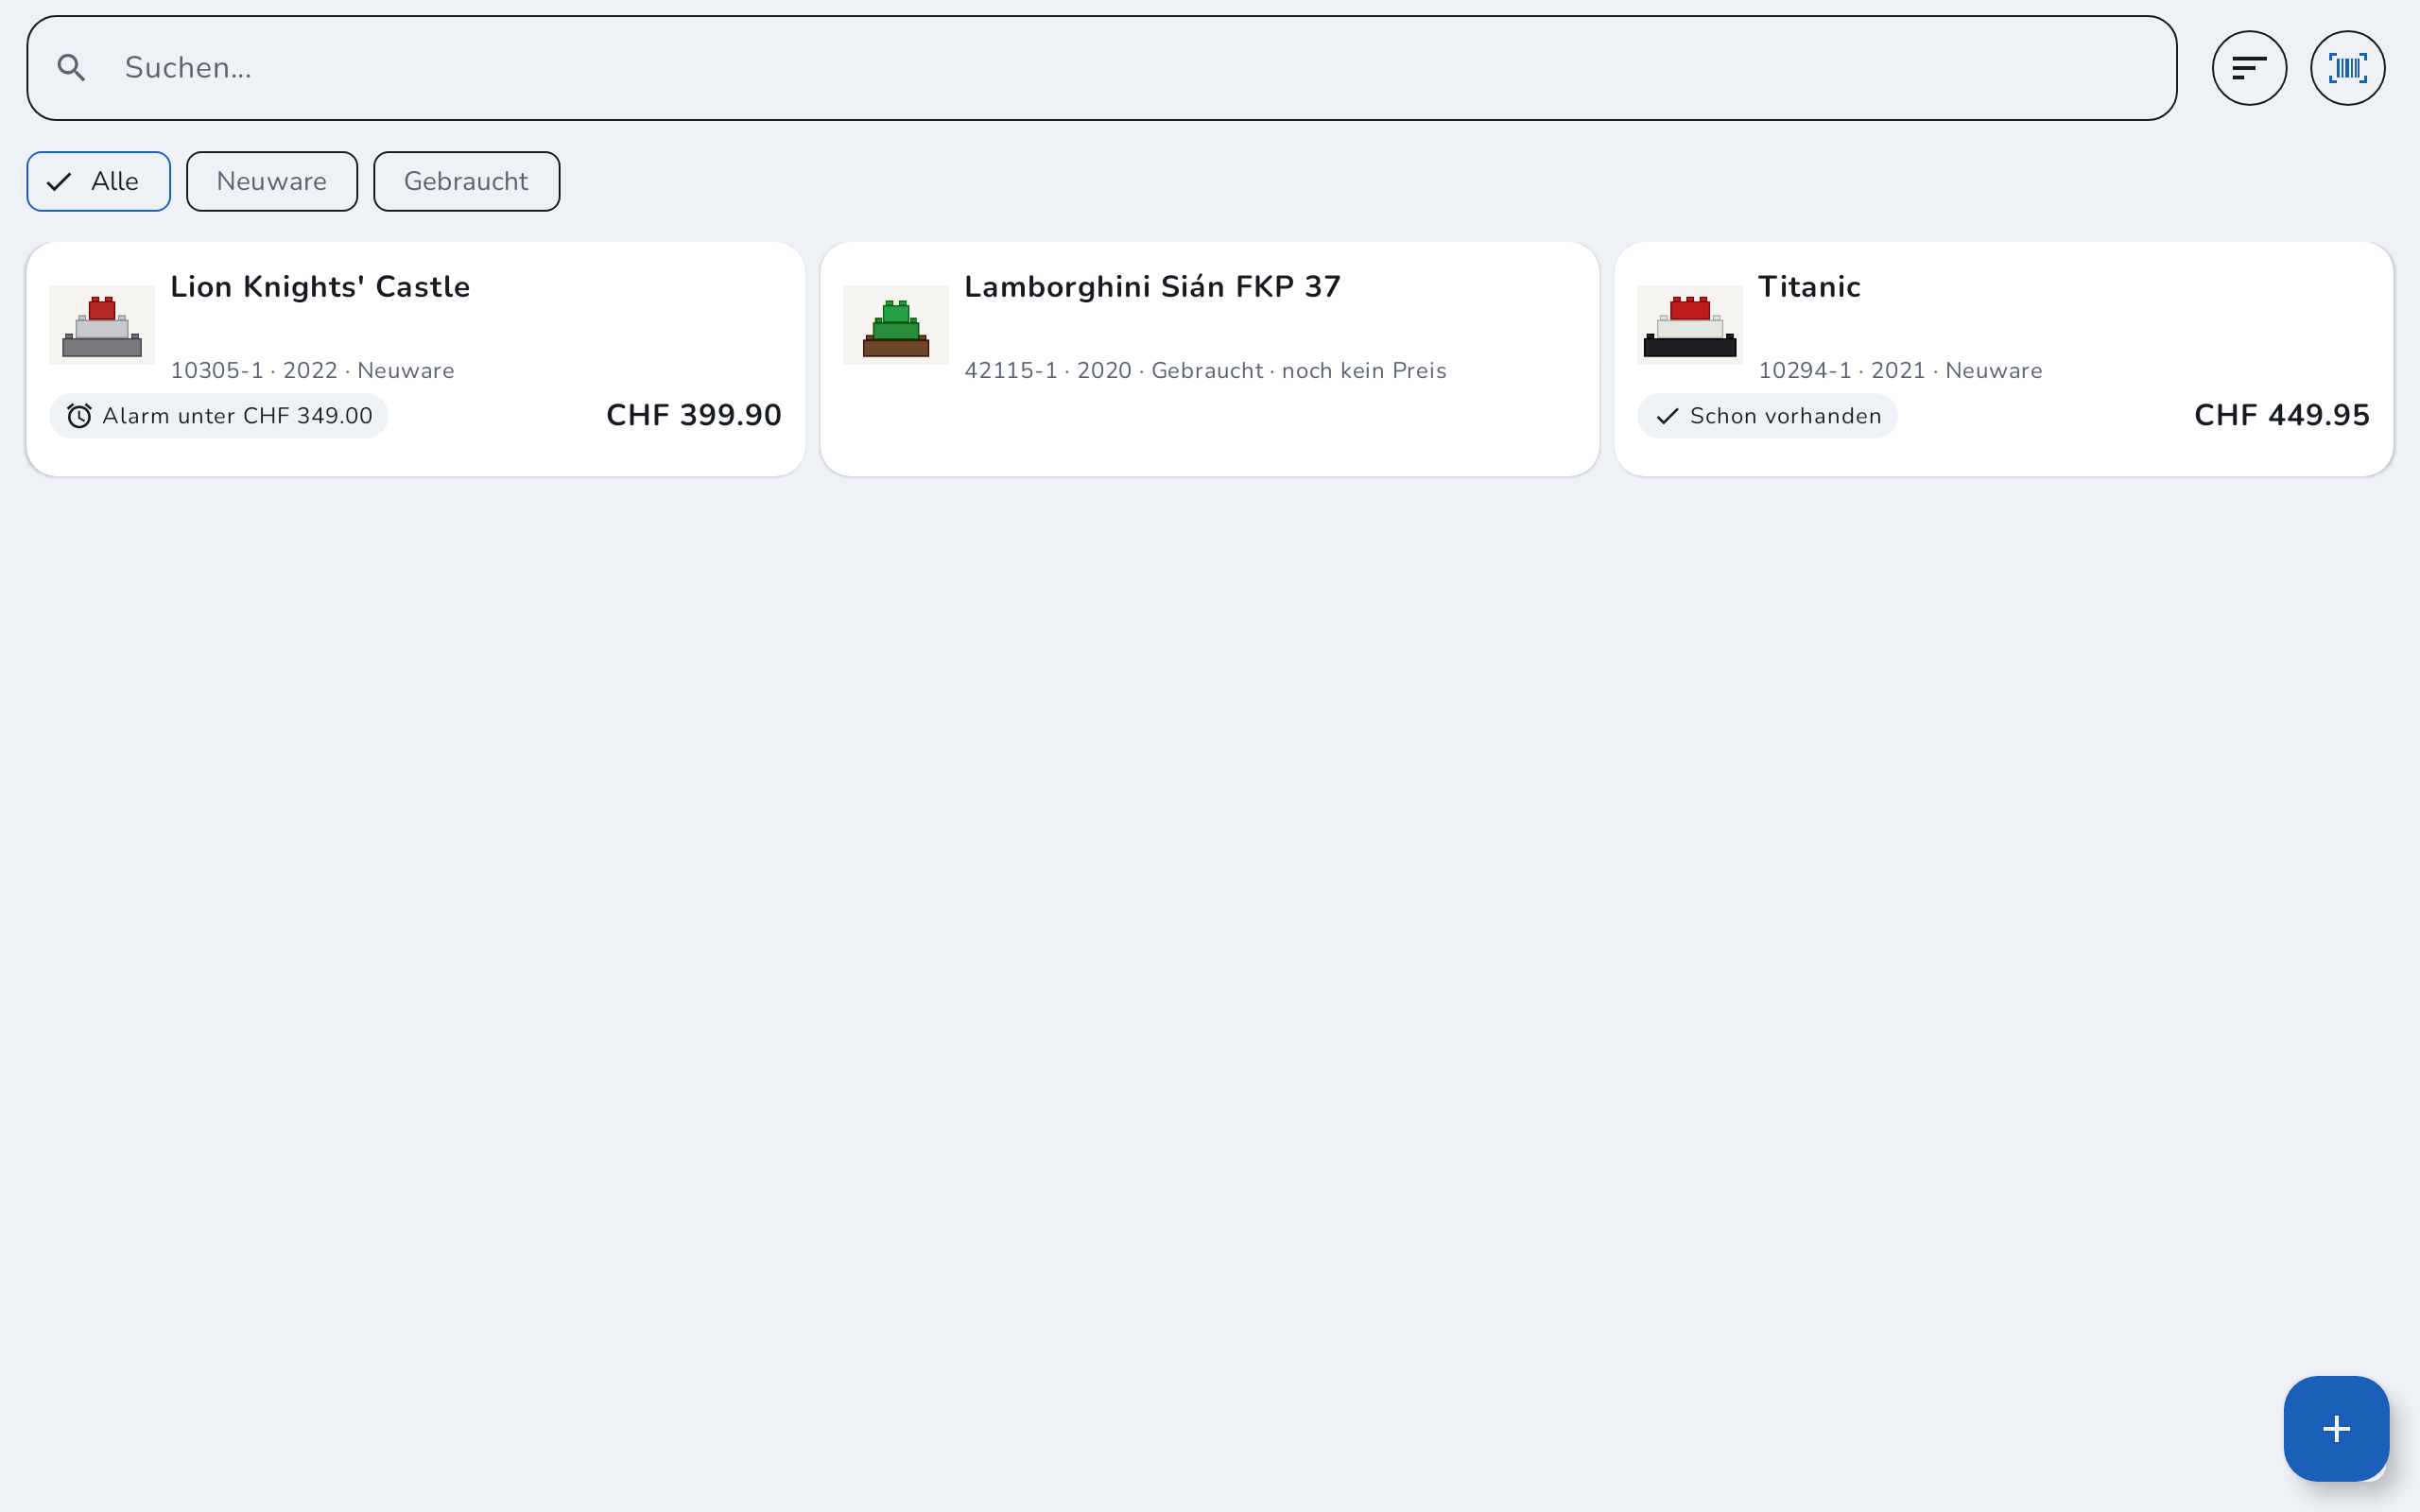 Suchen...
Alle
Neuware
Gebraucht
Lion Knights' Castle
10305-1 · 2022 · Neuware
Alarm unter CHF 349.00
CHF 399.90
Lamborghini Sián FKP 37
42115-1 · 2020 · Gebraucht · noch kein Preis
Titanic
10294-1 · 2021 · Neuware
Schon vorhanden
CHF 449.95